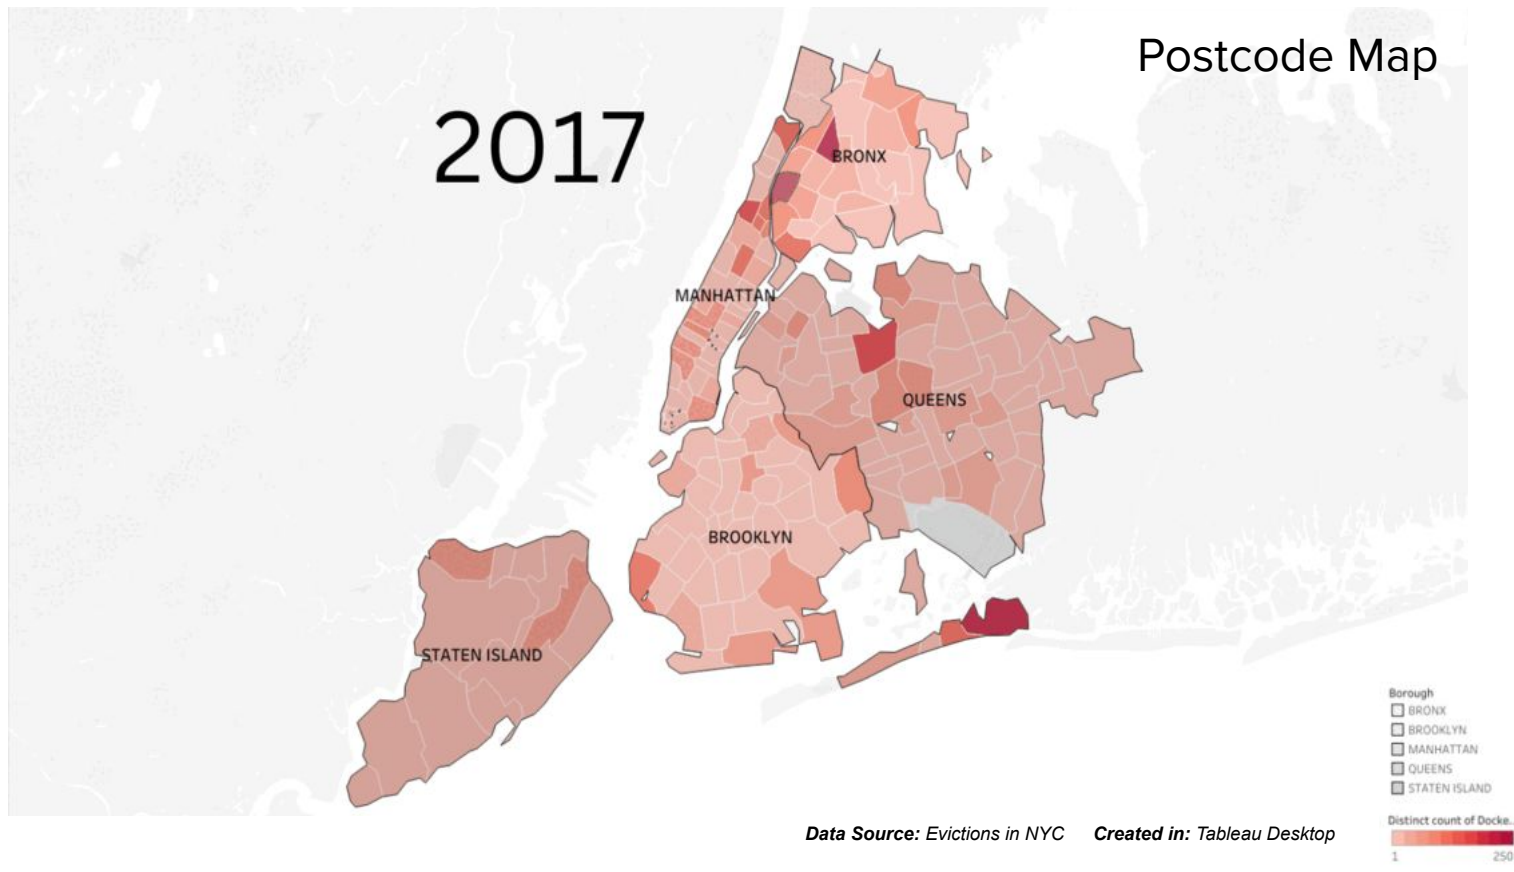 Postcode Map
2017
BRONX
MANHATTAN
QUEENS
BROOKLYN
STATEN ISLAND
Borough
BRONX
BROOKLYN
MANHATTAN
QUEENS
STATEN ISLAND
Data Source: Evictions in NYC Created in: Tableau Desktop
Distinct count of Docke..
1 250